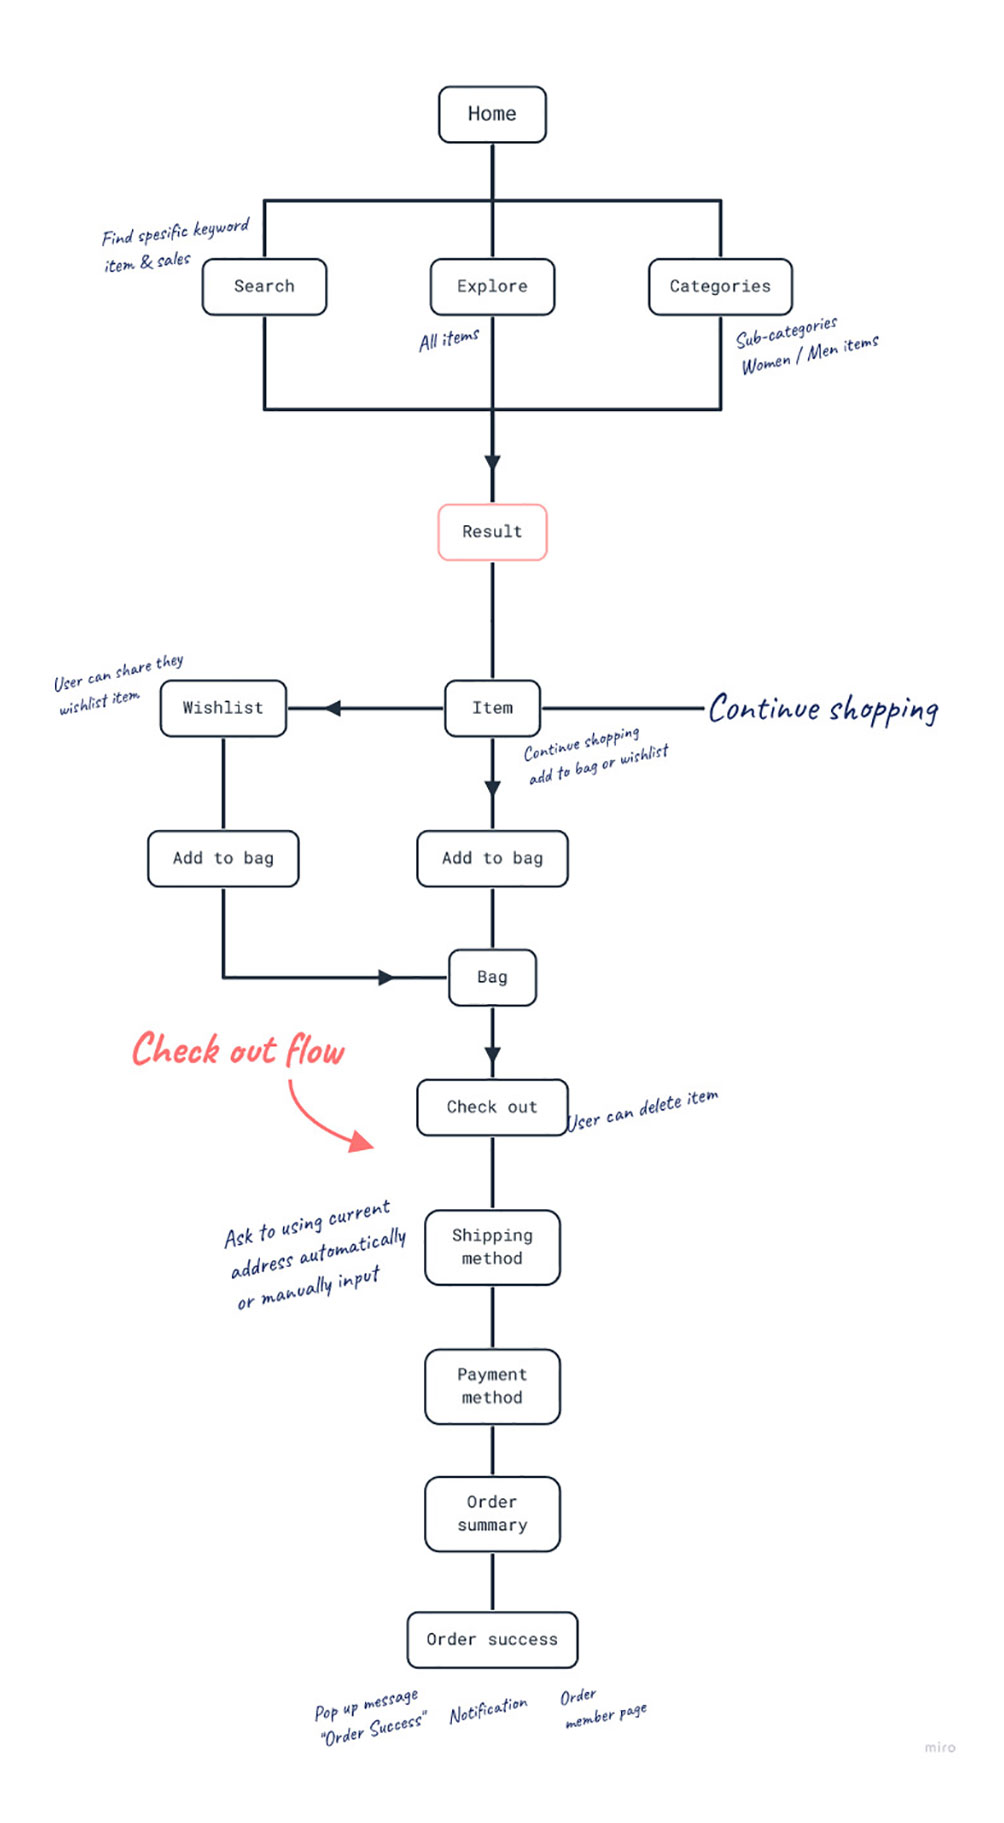 Home
Find spesific keyword
item & sales
Search
Explore
Categories
All items
Sub-categories
Women / Men items
Result
User can share they
wishlist item
Wishlist
Item
Continue shopping
Continue shopping
add to bag or wishlist
Add to bag
Add to bag
Bag
Check out flow
Check out
User can delete item
Ask to using current
address automatically
or manually input
Shipping
method
Payment
method
Order
summary
Order success
Pop up message
"Order Success"
Notification
Order
member page
miro